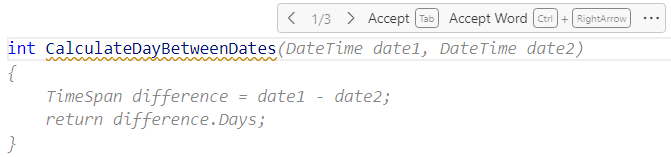 < 1/3 > Accept Tab Accept Word Ctrl + RightArrow ...
int CalculateDayBetweenDates(DateTime date1, DateTime date2)
{
    TimeSpan difference = date1 - date2;
    return difference.Days;
}